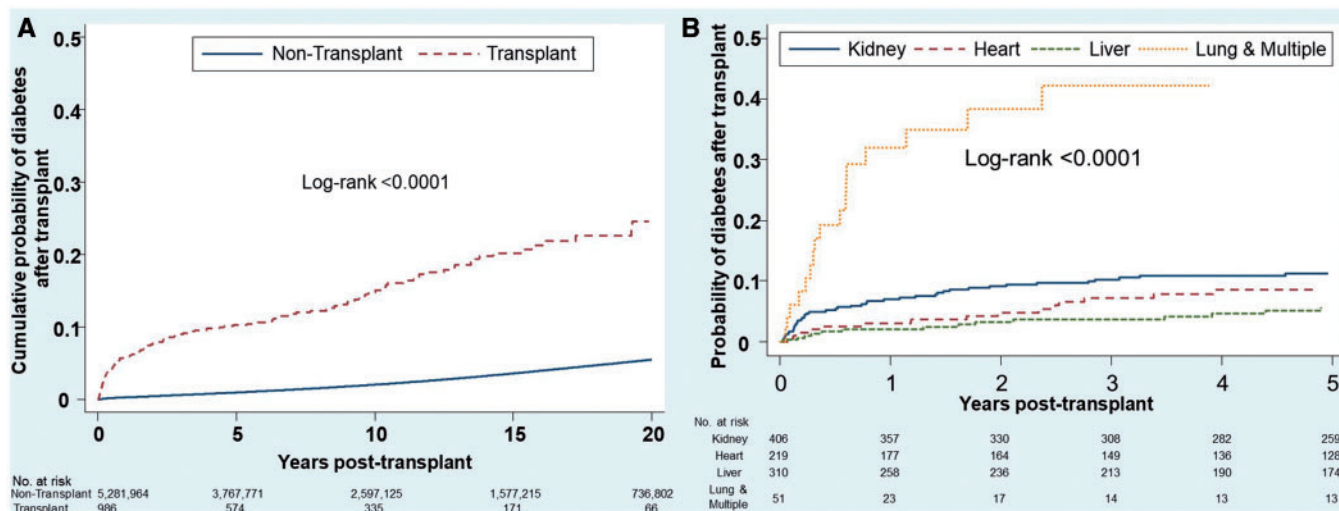 A
0.5
Non-Transplant Transplant
0.4
0.3
Log-rank <0.0001
0.2
0.1
0
Cumulative probability of diabetes
after transplant
0 5 10 15 20
Years post-transplant
No. at risk
Non-Transplant 5,281,964 3,767,771 2,597,125 1,577,215 736,802
Transplant 986 574 335 171 66
B
0.5
Kidney Heart Liver Lung & Multiple
0.4
0.3
Log-rank <0.0001
0.2
0.1
0
Probability of diabetes after transplant
0 1 2 3 4 5
Years post-transplant
No. at risk
Kidney 406 357 330 308 282 259
Heart 219 177 164 149 136 128
Liver 310 258 236 213 190 174
Lung &
Multiple 51 23 17 14 13 13